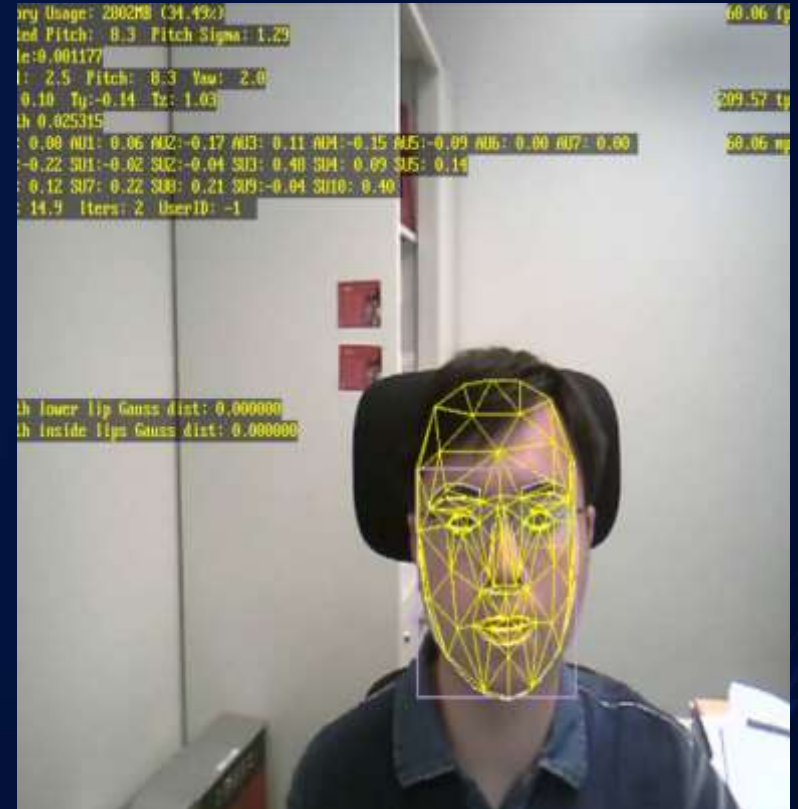 ory Usage: 2802MB (34.49%)
60.06 fp
ted Pitch: 8.3 Pitch Sigma: 1.29
le:0.001177
l: 2.5 Pitch: 8.3 Yaw: 2.0
0.10 Ty:-0.14 Tz: 1.03
209.57 tp
th 0.025315
: 0.00 AU1: 0.06 AU2:-0.17 AU3: 0.11 AU4:-0.15 AU5:-0.09 AU6: 0.00 AU7: 0.00
60.06 mp
:-0.22 SU1:-0.02 SU2:-0.04 SU3: 0.48 SU4: 0.09 SU5: 0.14
: 0.12 SU7: 0.22 SU8: 0.21 SU9:-0.04 SU10: 0.40
: 14.9 Iters: 2 UserID: -1
th lower lip Gauss dist: 0.000000
th inside lips Gauss dist: 0.000000